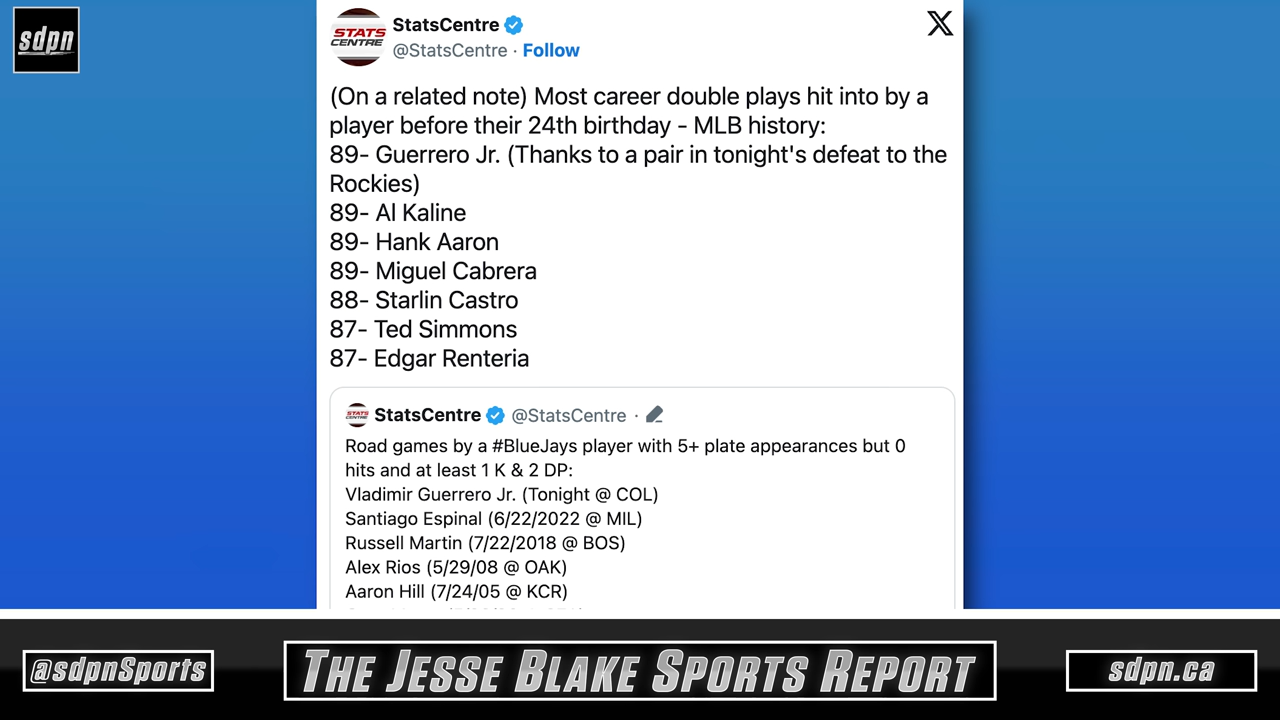 sdpn
STATS
CENTRE
StatsCentre
@StatsCentre · Follow
(On a related note) Most career double plays hit into by a
player before their 24th birthday - MLB history:
89- Guerrero Jr. (Thanks to a pair in tonight's defeat to the
Rockies)
89- Al Kaline
89- Hank Aaron
89- Miguel Cabrera
88- Starlin Castro
87- Ted Simmons
87- Edgar Renteria
STATS
CENTRE
StatsCentre @StatsCentre ·
Road games by a #BlueJays player with 5+ plate appearances but 0
hits and at least 1 K & 2 DP:
Vladimir Guerrero Jr. (Tonight @ COL)
Santiago Espinal (6/22/2022 @ MIL)
Russell Martin (7/22/2018 @ BOS)
Alex Rios (5/29/08 @ OAK)
Aaron Hill (7/24/05 @ KCR)
@sdpnSports
THE JESSE BLAKE SPORTS REPORT
sdpn.ca